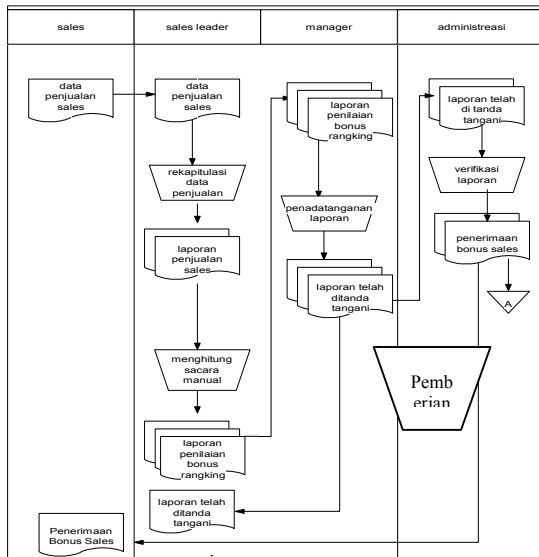 sales
sales leader
manager
administreasi
data
penjualan
sales
data
penjualan
sales
rekapitulasi
data
penjualan
laporan
penjualan
sales
menghitung
sacara
manual
laporan
penilaian
bonus
rangking
laporan telah
ditanda
tangani
laporan
penilaian
bonus
rangking
penadatanganan
laporan
laporan telah
ditanda
tangani
laporan telah
di tanda
tangani
verifikasi
laporan
penerimaan
bonus sales
A
Pemb
erian
Penerimaan
Bonus Sales